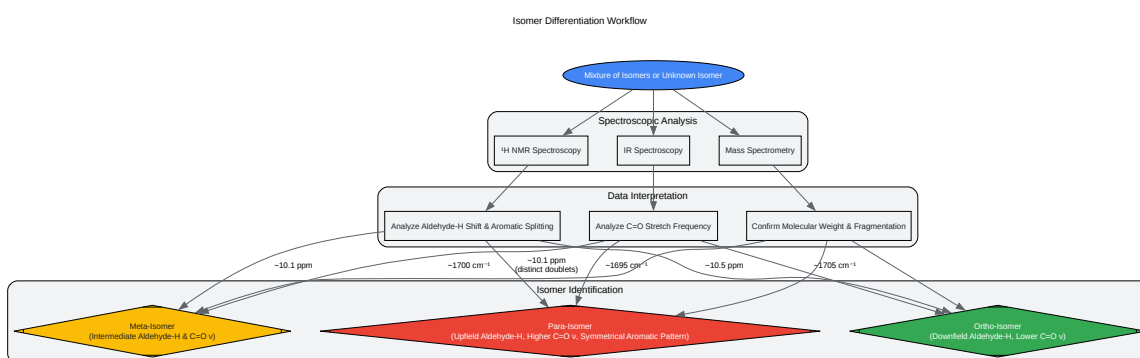 Isomer Differentiation Workflow
Mixture of Isomers or Unknown Isomer
Spectroscopic Analysis
¹H NMR Spectroscopy
IR Spectroscopy
Mass Spectrometry
Data Interpretation
Analyze Aldehyde-H Shift & Aromatic Splitting
Analyze C=O Stretch Frequency
Confirm Molecular Weight & Fragmentation
~10.1 ppm
~1700 cm⁻¹
~10.1 ppm
(distinct doublets)
~1695 cm⁻¹
~10.5 ppm
~1705 cm⁻¹
Isomer Identification
Meta-Isomer
(Intermediate Aldehyde-H & C=O ν)
Para-Isomer
(Upfield Aldehyde-H, Higher C=O ν, Symmetrical Aromatic Pattern)
Ortho-Isomer
(Downfield Aldehyde-H, Lower C=O ν)